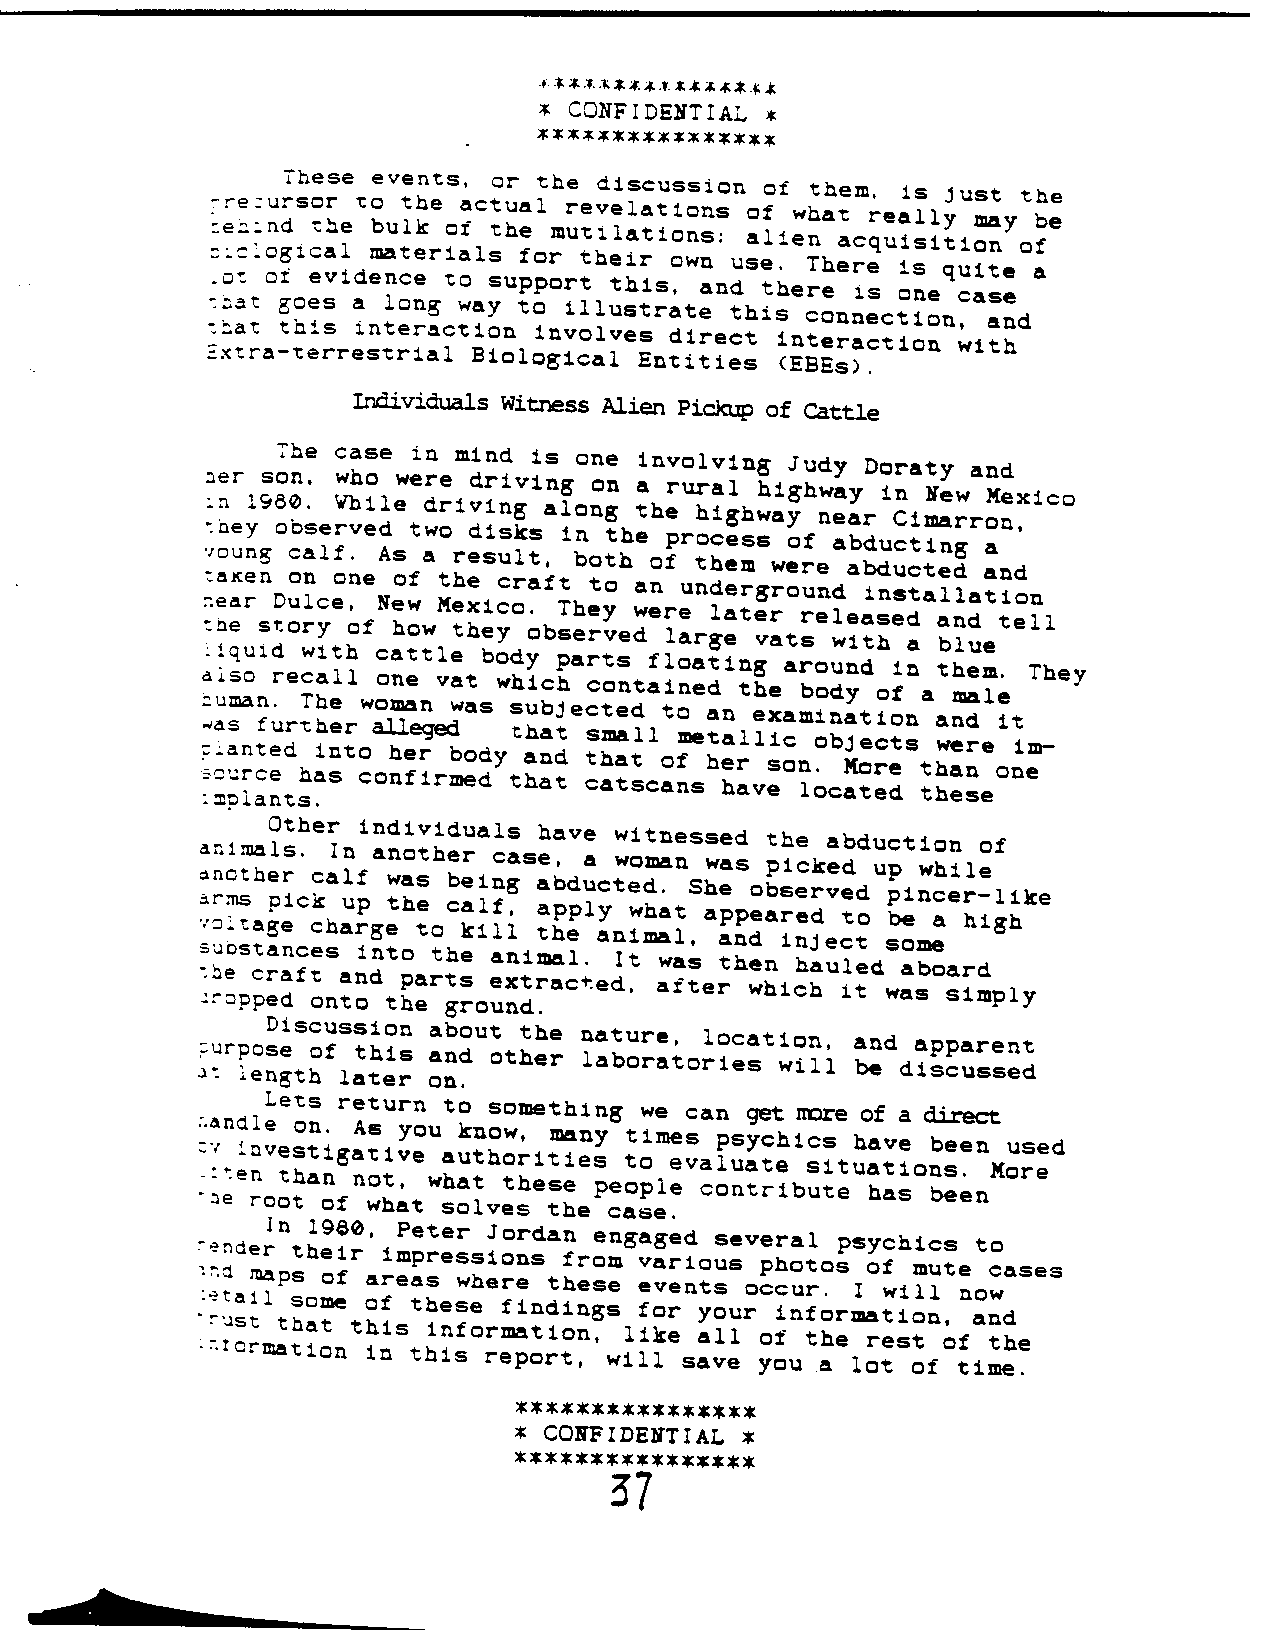 ****************
* CONFIDENTIAL *
****************
These events, or the discussion of them, is just the
precursor to the actual revelations of what really may be
behind the bulk of the mutilations: alien acquisition of
biological materials for their own use. There is quite a
lot of evidence to support this, and there is one case
that goes a long way to illustrate this connection, and
that this interaction involves direct interaction with
Extra-terrestrial Biological Entities (EBEs).
Individuals Witness Alien Pickup of Cattle
The case in mind is one involving Judy Doraty and
her son, who were driving on a rural highway in New Mexico
in 1980. While driving along the highway near Cimarron,
they observed two disks in the process of abducting a
young calf. As a result, both of them were abducted and
taken on one of the craft to an underground installation
near Dulce, New Mexico. They were later released and tell
the story of how they observed large vats with a blue
liquid with cattle body parts floating around in them. They
also recall one vat which contained the body of a male
human. The woman was subjected to an examination and it
was further alleged that small metallic objects were im-
planted into her body and that of her son. More than one
source has confirmed that catscans have located these
implants.
Other individuals have witnessed the abduction of
animals. In another case, a woman was picked up while
another calf was being abducted. She observed pincer-like
arms pick up the calf, apply what appeared to be a high
voltage charge to kill the animal, and inject some
substances into the animal. It was then hauled aboard
the craft and parts extracted, after which it was simply
dropped onto the ground.
Discussion about the nature, location, and apparent
purpose of this and other laboratories will be discussed
at length later on.
Lets return to something we can get more of a direct
handle on. As you know, many times psychics have been used
by investigative authorities to evaluate situations. More
often than not, what these people contribute has been
the root of what solves the case.
In 1980, Peter Jordan engaged several psychics to
render their impressions from various photos of mute cases
and maps of areas where these events occur. I will now
detail some of these findings for your information, and
trust that this information, like all of the rest of the
information in this report, will save you a lot of time.
****************
* CONFIDENTIAL *
****************
37